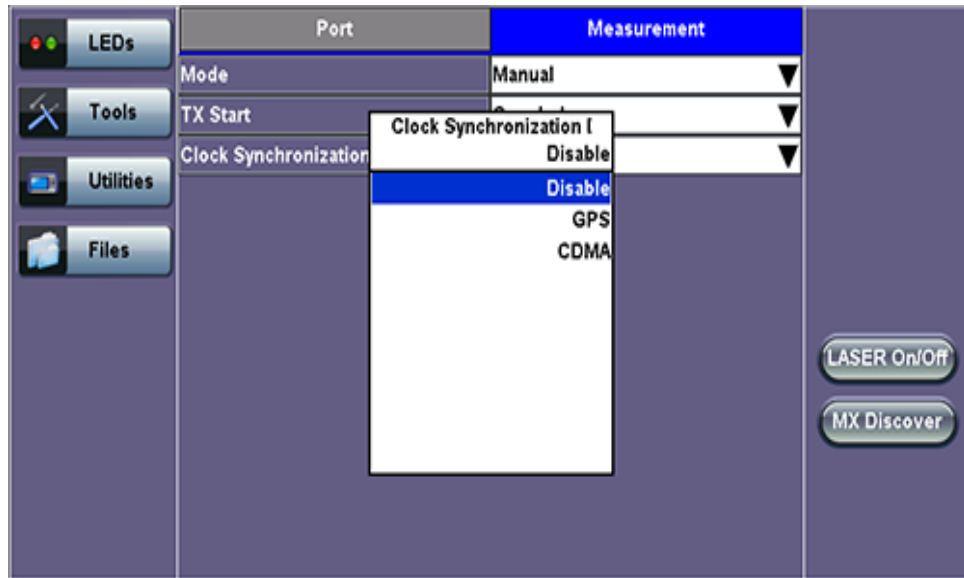 LEDs
Port
Measurement
Mode
Manual
Tools
TX Start
Clock Synchronization
Clock Synchronization [
Disable
Utilities
Disable
GPS
Files
CDMA
LASER On/Off
MX Discover